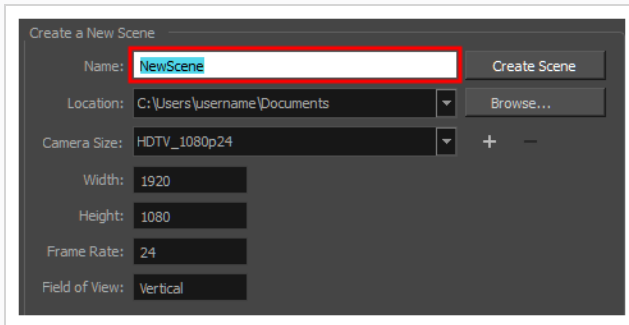 Create a New Scene
Name: NewScene Create Scene
Location: C:\Users\username\Documents Browse...
Camera Size: HDTV_1080p24 + −
Width: 1920
Height: 1080
Frame Rate: 24
Field of View: Vertical